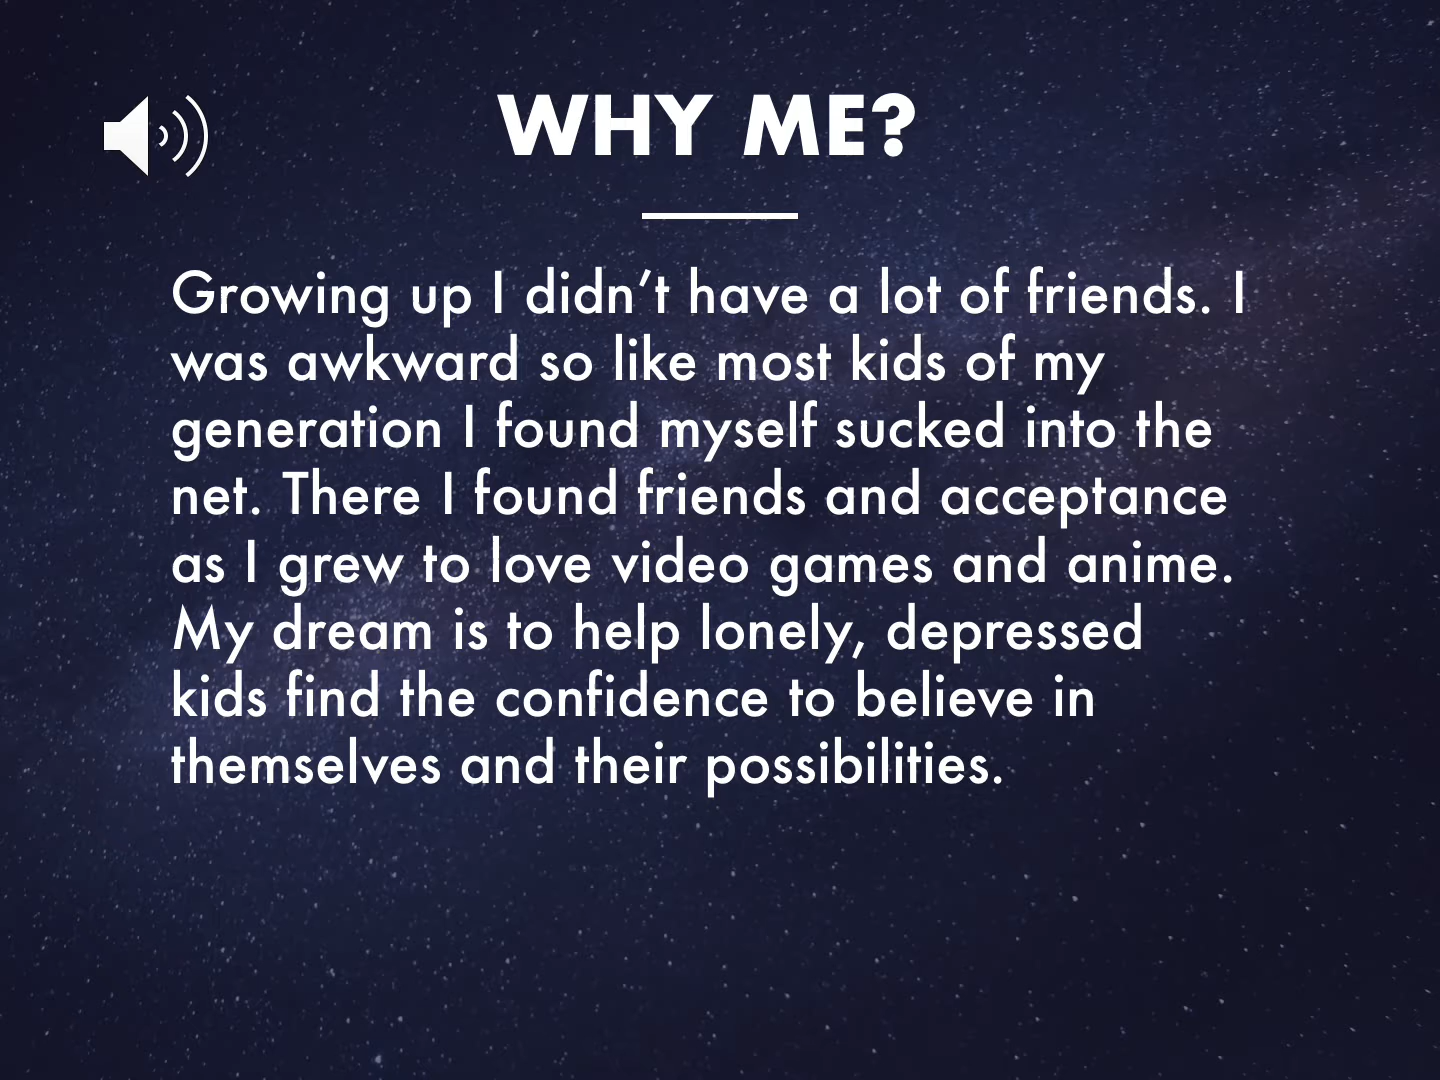 WHY ME?
Growing up I didn’t have a lot of friends. I
was awkward so like most kids of my
generation I found myself sucked into the
net. There I found friends and acceptance
as I grew to love video games and anime.
My dream is to help lonely, depressed
kids find the confidence to believe in
themselves and their possibilities.